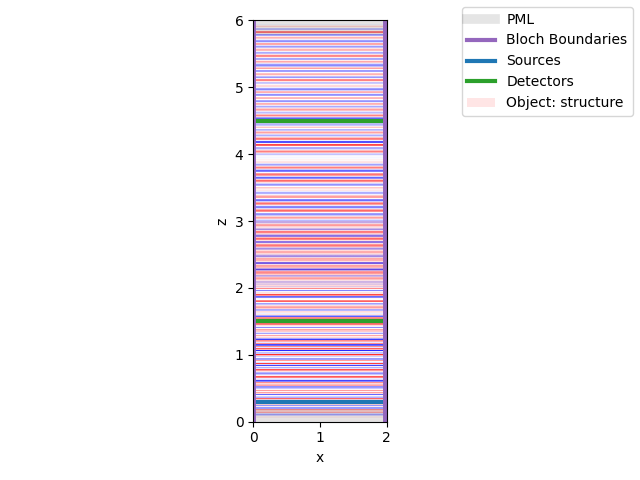 PML
Bloch Boundaries
Sources
Detectors
Object: structure
6
5
4
3
2
1
0
z
0 1 2
x